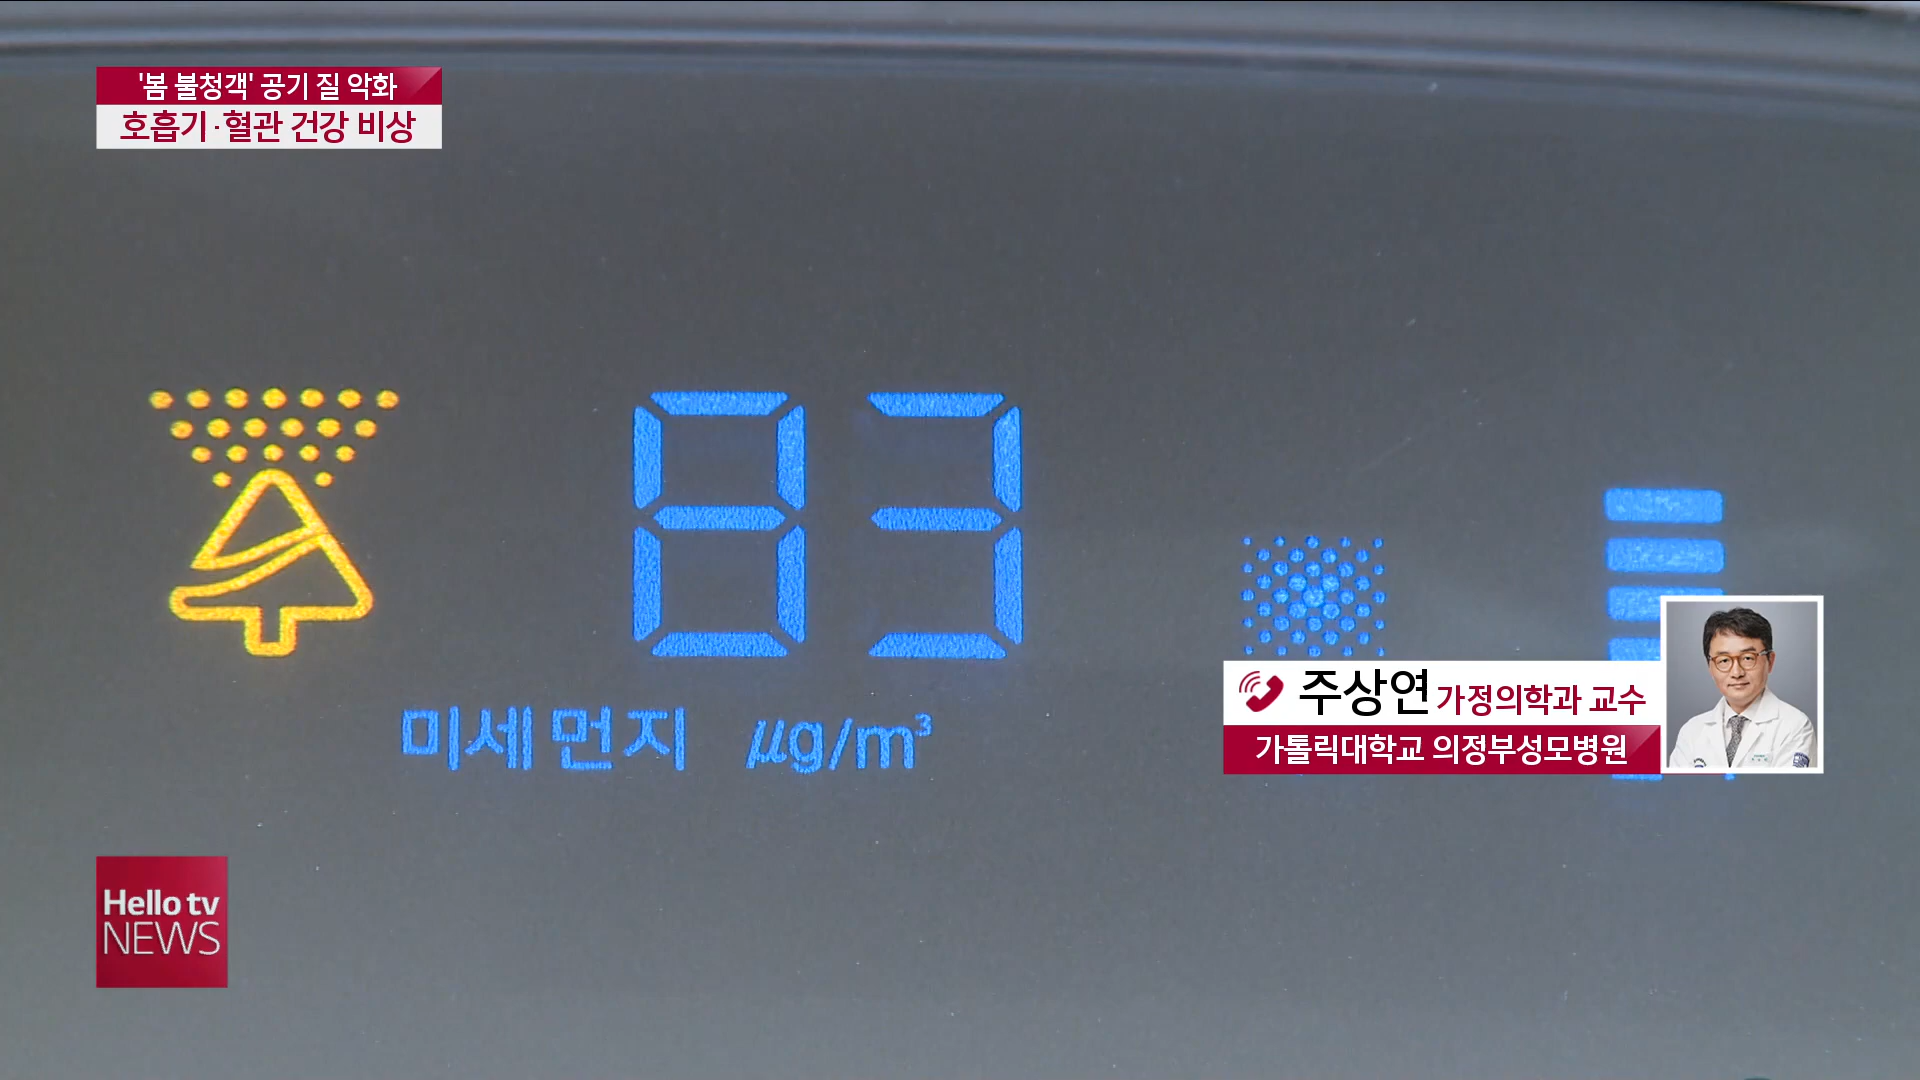 '봄 불청객' 공기 질 악화
호흡기·혈관 건강 비상
83
미세먼지 μg/m³
주상연 가정의학과 교수
가톨릭대학교 의정부성모병원
Hello tv
NEWS